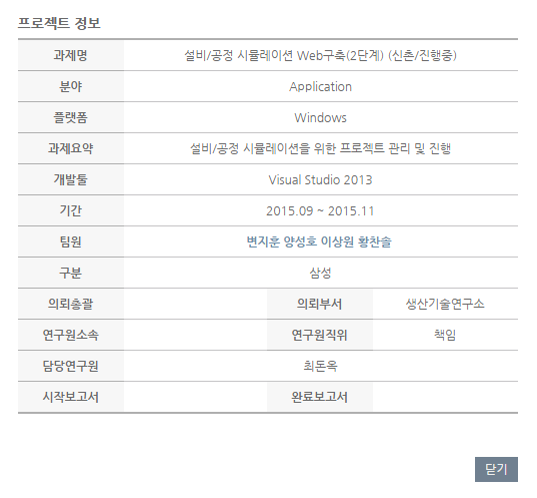 프로젝트 정보
과제명 설비/공정 시뮬레이션 Web구축(2단계) (신촌/진행중)
분야 Application
플랫폼 Windows
과제요약 설비/공정 시뮬레이션을 위한 프로젝트 관리 및 진행
개발툴 Visual Studio 2013
기간 2015.09 ~ 2015.11
팀원 변지훈 양성호 이상원 황찬솔
구분 삼성
의뢰총괄 의뢰부서 생산기술연구소
연구원소속 연구원직위 책임
담당연구원 최돈옥
시작보고서 완료보고서
닫기